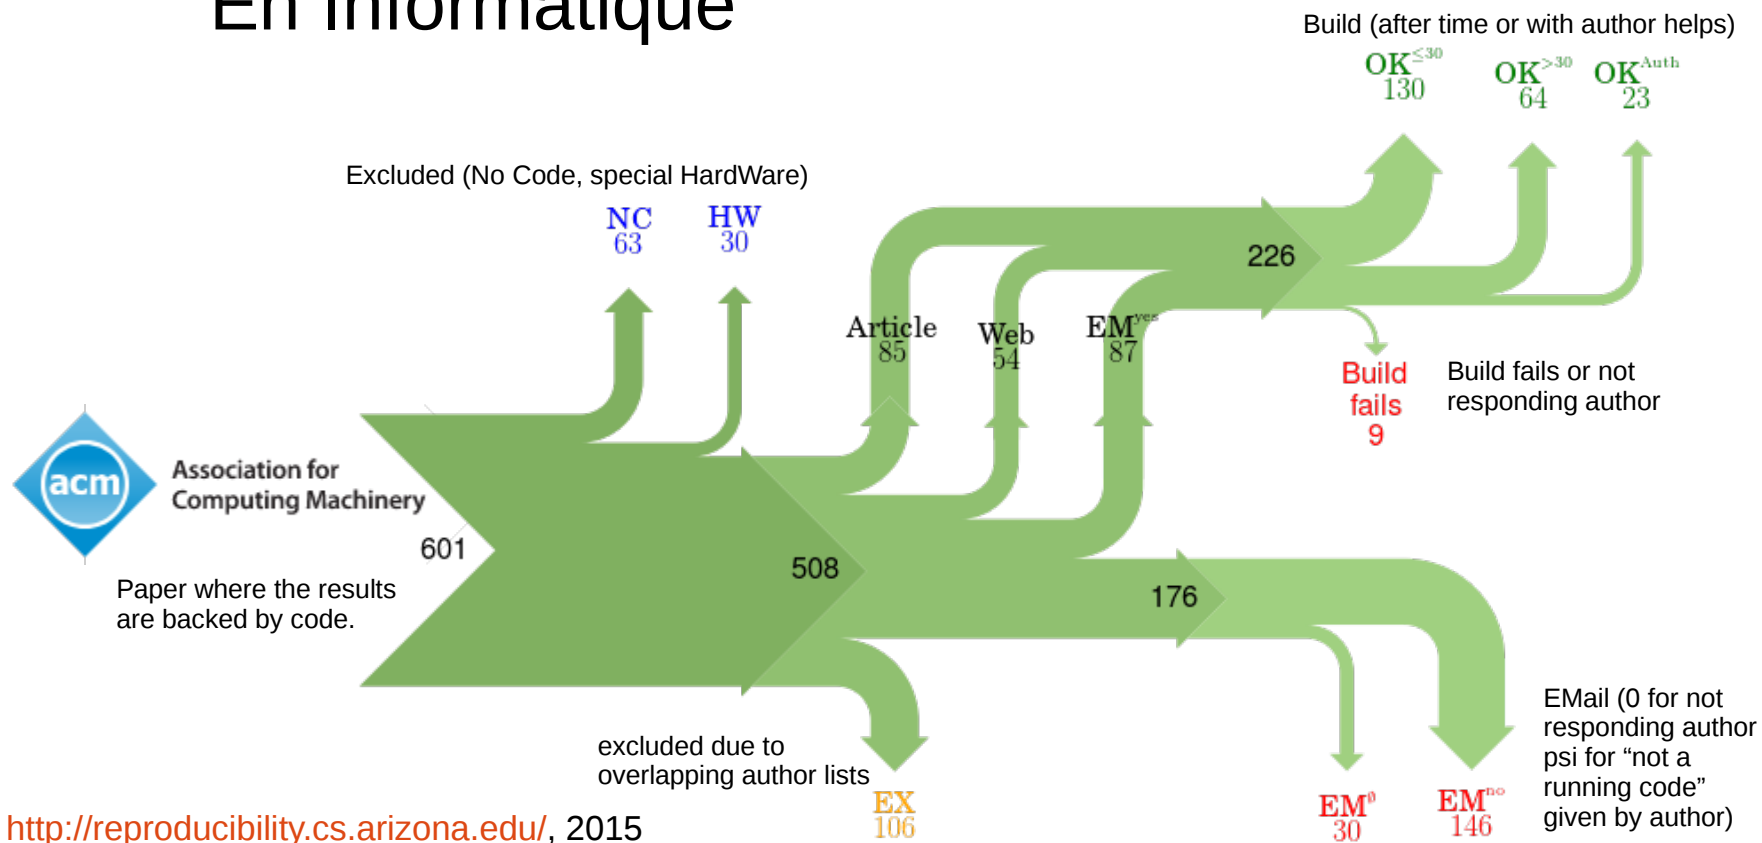 En Informatique
Build (after time or with author helps)
OK≤30
130
OK>30
64
OKAuth
23
Excluded (No Code, special HardWare)
NC
63
HW
30
226
Article
85
Web
54
EMyes
87
Build
fails
9
Build fails or not
responding author
acm
Association for
Computing Machinery
601
508
176
Paper where the results
are backed by code.
excluded due to
overlapping author lists
EX
106
EM∅
30
EMno
146
EMail (0 for not
responding author
psi for “not a
running code”
given by author)
http://reproducibility.cs.arizona.edu/, 2015